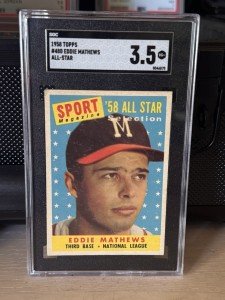 SGC
1958 TOPPS
#480 EDDIE MATHEWS
ALL-STAR
3.5
SPORT
Magazine
'58 ALL STAR
Selection
M
EDDIE MATHEWS
THIRD BASE - NATIONAL LEAGUE